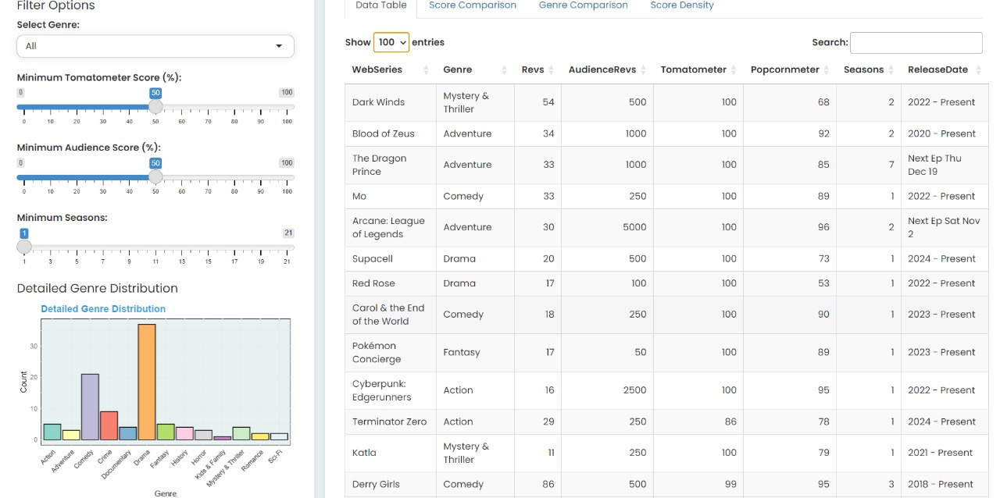 Filter Options
Select Genre:
All
Minimum Tomatometer Score (%):
0 50 100
0 10 20 30 40 50 60 70 80 90 100
Minimum Audience Score (%):
0 50 100
0 10 20 30 40 50 60 70 80 90 100
Minimum Seasons:
1 21
1 3 5 7 9 11 13 15 17 19 21
Detailed Genre Distribution
Detailed Genre Distribution
Count
30
20
10
0
Action
Adventure
Comedy
Crime
Documentary
Drama
Fantasy
History
Horror
Kids & Family
Mystery & Thriller
Romance
Sci-Fi
Genre
Data Table Score Comparison Genre Comparison Score Density
Show 100 entries Search:
WebSeries Genre Revs AudienceRevs Tomatometer Popcornmeter Seasons ReleaseDate
Dark Winds Mystery &
Thriller 54 500 100 68 2 2022 - Present
Blood of Zeus Adventure 34 1000 100 92 2 2020 - Present
The Dragon
Prince Adventure 33 1000 100 85 7 Next Ep Thu
Dec 19
Mo Comedy 33 250 100 89 1 2022 - Present
Arcane: League
of Legends Adventure 30 5000 100 96 2 Next Ep Sat Nov
2
Supacell Drama 20 500 100 73 1 2024 - Present
Red Rose Drama 17 100 100 53 1 2022 - Present
Carol & the End
of the World Comedy 18 250 100 90 1 2023 - Present
Pokémon
Concierge Fantasy 17 50 100 89 1 2023 - Present
Cyberpunk:
Edgerunners Action 16 2500 100 95 1 2022 - Present
Terminator Zero Action 29 250 86 78 1 2024 - Present
Katla Mystery &
Thriller 11 250 100 79 1 2021 - Present
Derry Girls Comedy 86 500 99 95 3 2018 - Present